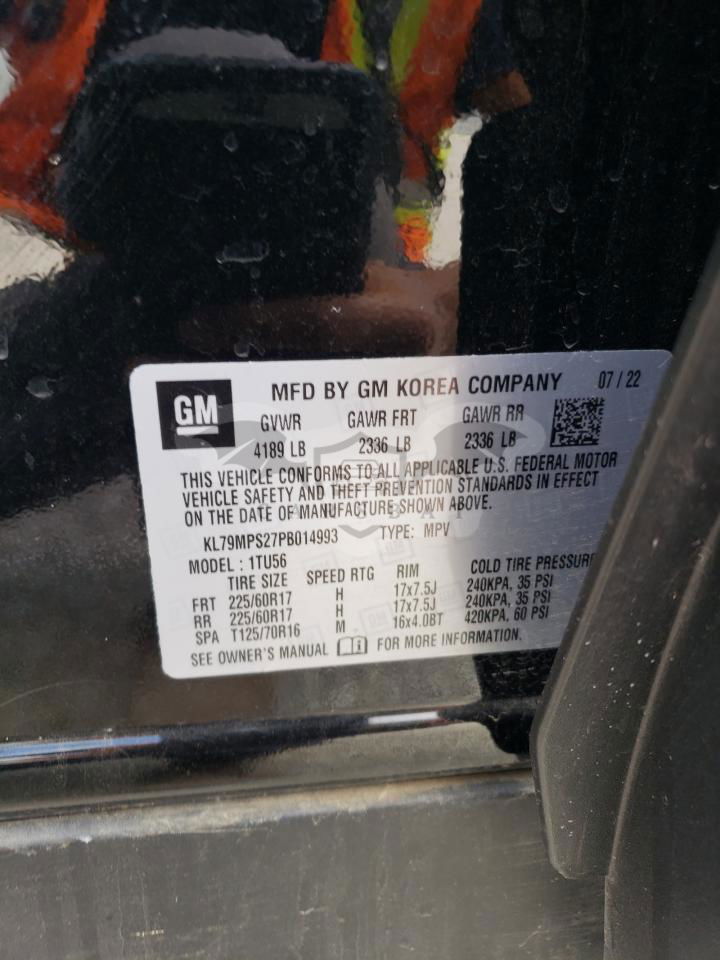 GM MFD BY GM KOREA COMPANY 07 / 22
GVWR GAWR FRT GAWR RR
4189 LB 2336 LB 2336 LB
THIS VEHICLE CONFORMS TO ALL APPLICABLE U.S. FEDERAL MOTOR
VEHICLE SAFETY AND THEFT PREVENTION STANDARDS IN EFFECT
ON THE DATE OF MANUFACTURE SHOWN ABOVE.
KL79MPS27PB014993 TYPE: MPV
MODEL : 1TU56
TIRE SIZE SPEED RTG RIM COLD TIRE PRESSURE
FRT 225/60R17 H 17x7.5J 240KPA, 35 PSI
RR 225/60R17 H 17x7.5J 240KPA, 35 PSI
SPA T125/70R16 M 16x4.0BT 420KPA, 60 PSI
SEE OWNER'S MANUAL FOR MORE INFORMATION.